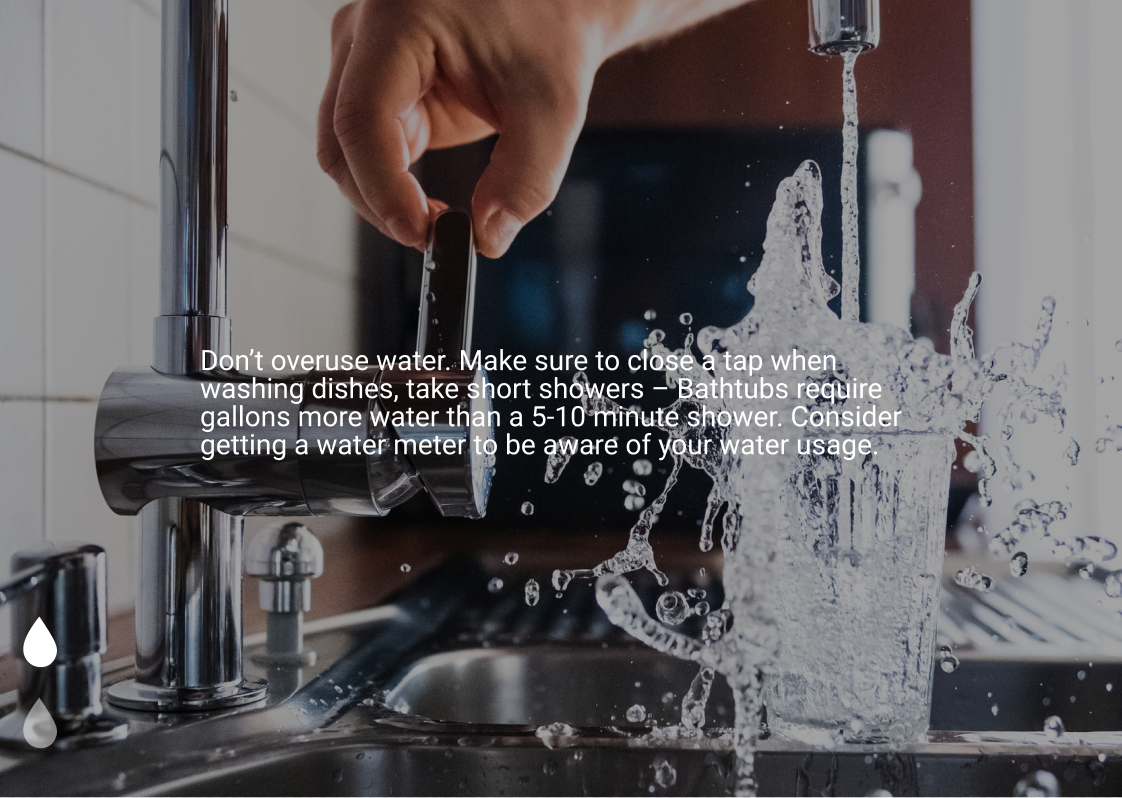 Don’t overuse water. Make sure to close a tap when
washing dishes, take short showers – Bathtubs require
gallons more water than a 5-10 minute shower. Consider
getting a water meter to be aware of your water usage.